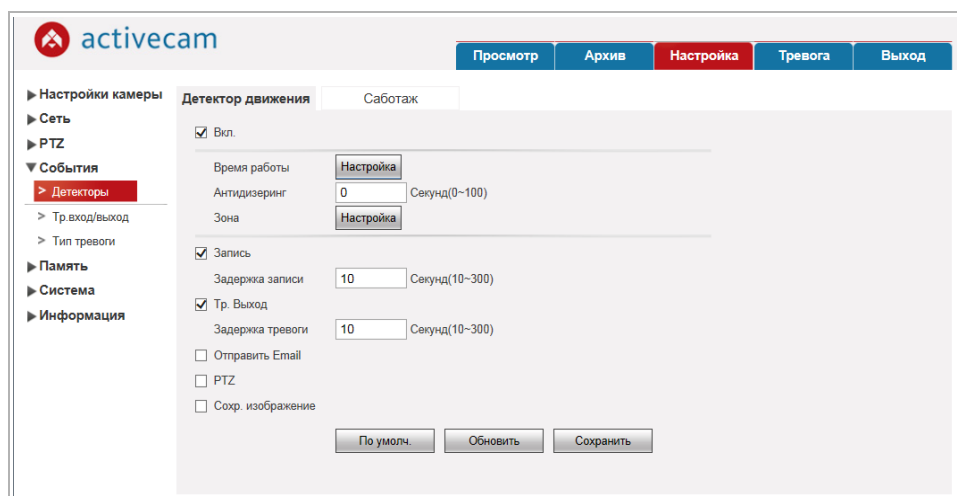 activecam
Просмотр Архив Настройка Тревога Выход
Настройки камеры
Сеть
PTZ
События
> Детекторы
> Тр.вход/выход
> Тип тревоги
Память
Система
Информация
Детектор движения Саботаж
Вкл.
Время работы Настройка
Антидизеринг 0 Секунд(0~100)
Зона Настройка
Запись
Задержка записи 10 Секунд(10~300)
Тр. Выход
Задержка тревоги 10 Секунд(10~300)
Отправить Email
PTZ
Сохр. изображение
По умолч. Обновить Сохранить